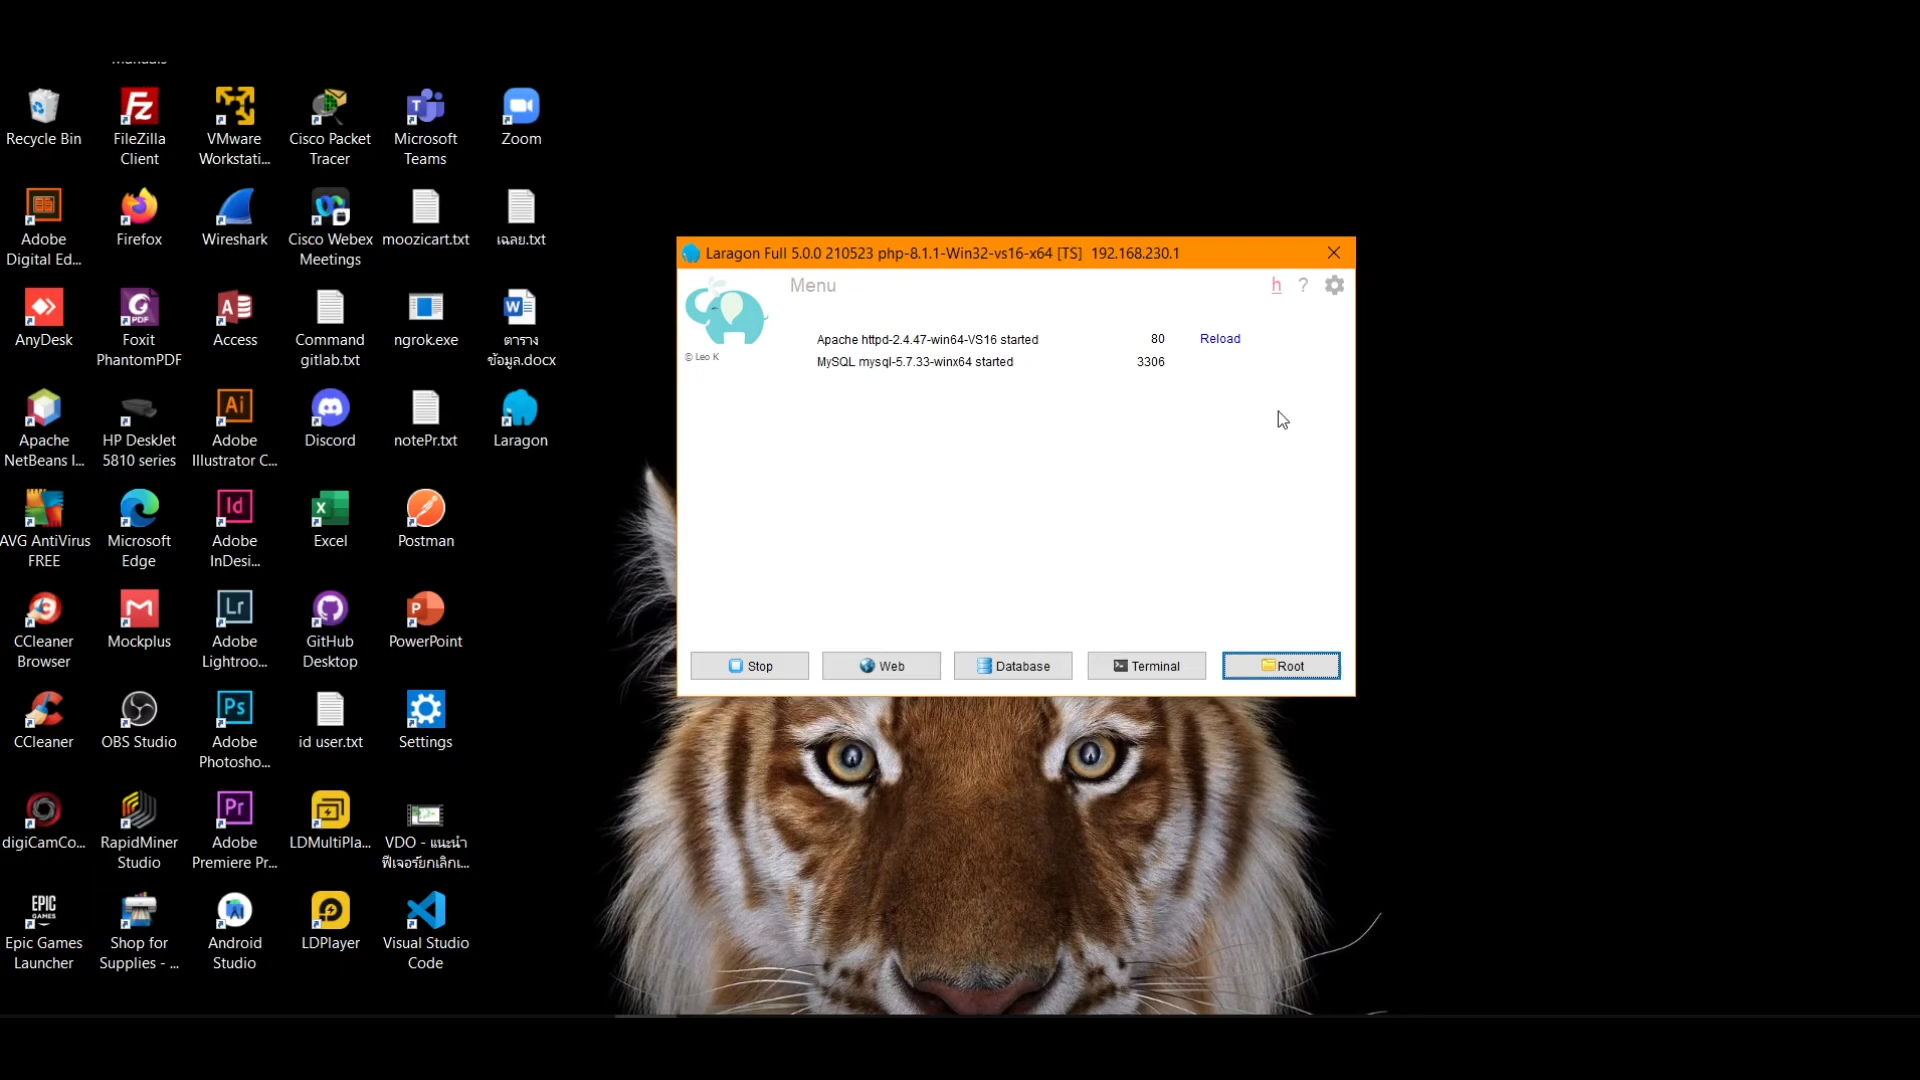 Recycle Bin
FileZilla
Client
VMware
Workstati...
Cisco Packet
Tracer
Microsoft
Teams
Zoom
Adobe
Digital Ed...
Firefox
Wireshark
Cisco Webex
Meetings
moozicart.txt
เฉลย.txt
AnyDesk
Foxit
PhantomPDF
Access
Command
gitlab.txt
ngrok.exe
ตาราง
ข้อมูล.docx
Apache
NetBeans I...
HP DeskJet
5810 series
Adobe
Illustrator C...
Discord
notePr.txt
Laragon
AVG AntiVirus
FREE
Microsoft
Edge
Adobe
InDesi...
Excel
Postman
CCleaner
Browser
Mockplus
Adobe
Lightroo...
GitHub
Desktop
PowerPoint
CCleaner
OBS Studio
Adobe
Photosho...
id user.txt
Settings
digiCamCo...
RapidMiner
Studio
Adobe
Premiere Pr...
LDMultiPla...
VDO - แนะนำ
ฟีเจอร์ยกเลิกเ...
EPIC
GAMES
Epic Games
Launcher
Shop for
Supplies - ...
Android
Studio
LDPlayer
Visual Studio
Code
Laragon Full 5.0.0 210523 php-8.1.1-Win32-vs16-x64 [TS] 192.168.230.1
Menu
h ?
Apache httpd-2.4.47-win64-VS16 started 80 Reload
MySQL mysql-5.7.33-winx64 started 3306
© Leo K
Stop
Web
Database
Terminal
Root